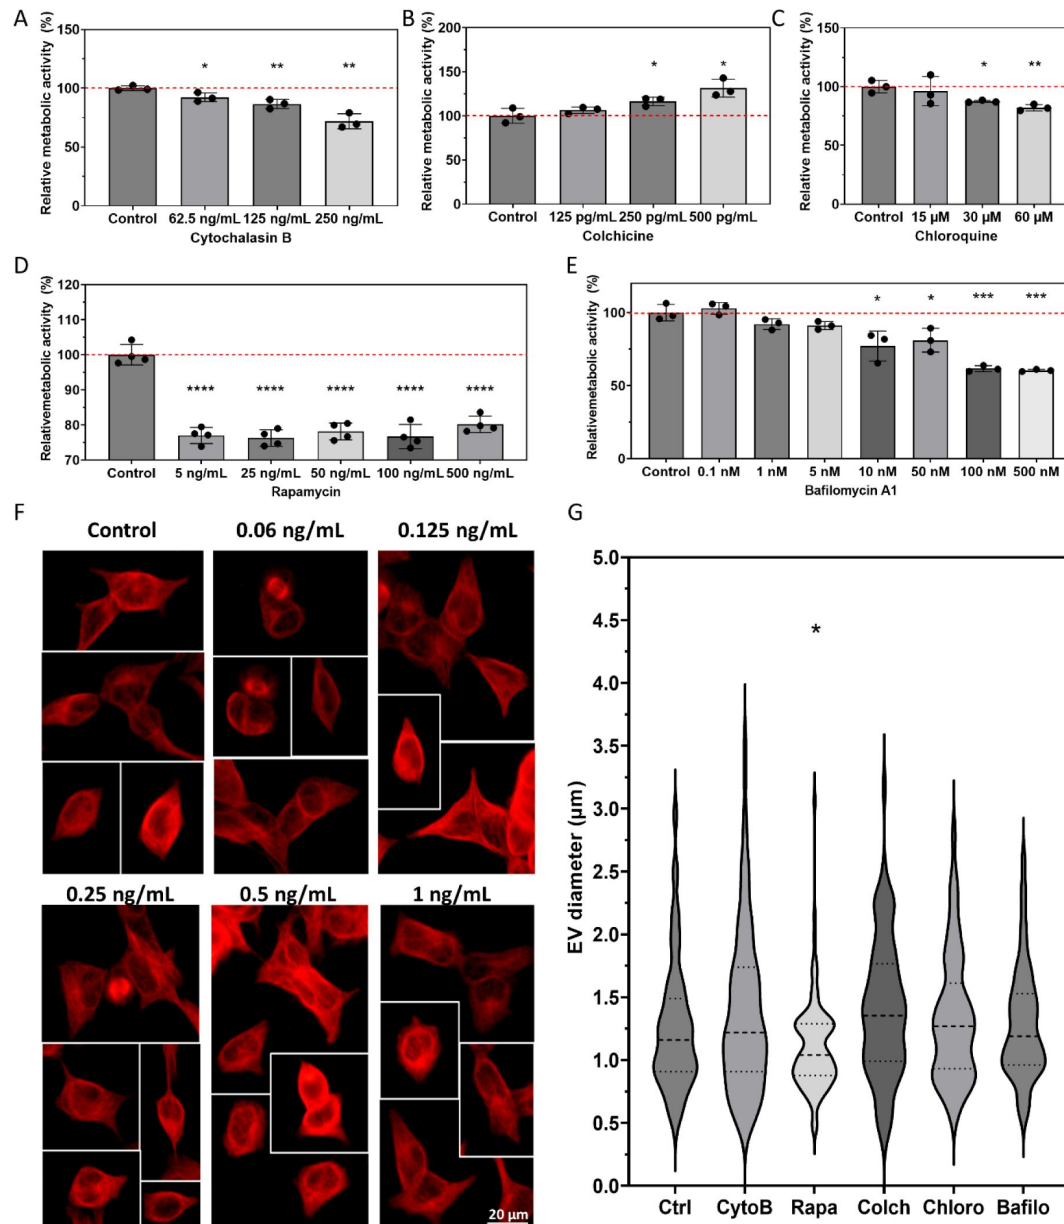 A
Relative metabolic activity (%)
150
100
50
0
* ** **
Control 62.5 ng/mL 125 ng/mL 250 ng/mL
Cytochalasin B
B
Relative metabolic activity (%)
200
150
100
50
0
* *
Control 125 pg/mL 250 pg/mL 500 pg/mL
Colchicine
C
Relative metabolic activity (%)
150
100
50
0
* **
Control 15 µM 30 µM 60 µM
Chloroquine
D
Relativemetabolic activity (%)
120
110
100
90
80
70
**** **** **** **** ****
Control 5 ng/mL 25 ng/mL 50 ng/mL 100 ng/mL 500 ng/mL
Rapamycin
E
Relativemetabolic activity (%)
100
50
0
* * *** ***
Control 0.1 nM 1 nM 5 nM 10 nM 50 nM 100 nM 500 nM
Bafilomycin A1
F
Control 0.06 ng/mL 0.125 ng/mL
0.25 ng/mL 0.5 ng/mL 1 ng/mL
20 µm
G
EV diameter (µm)
5.0
4.5
4.0
3.5
3.0
2.5
2.0
1.5
1.0
0.5
0.0
*
Ctrl CytoB Rapa Colch Chloro Bafilo